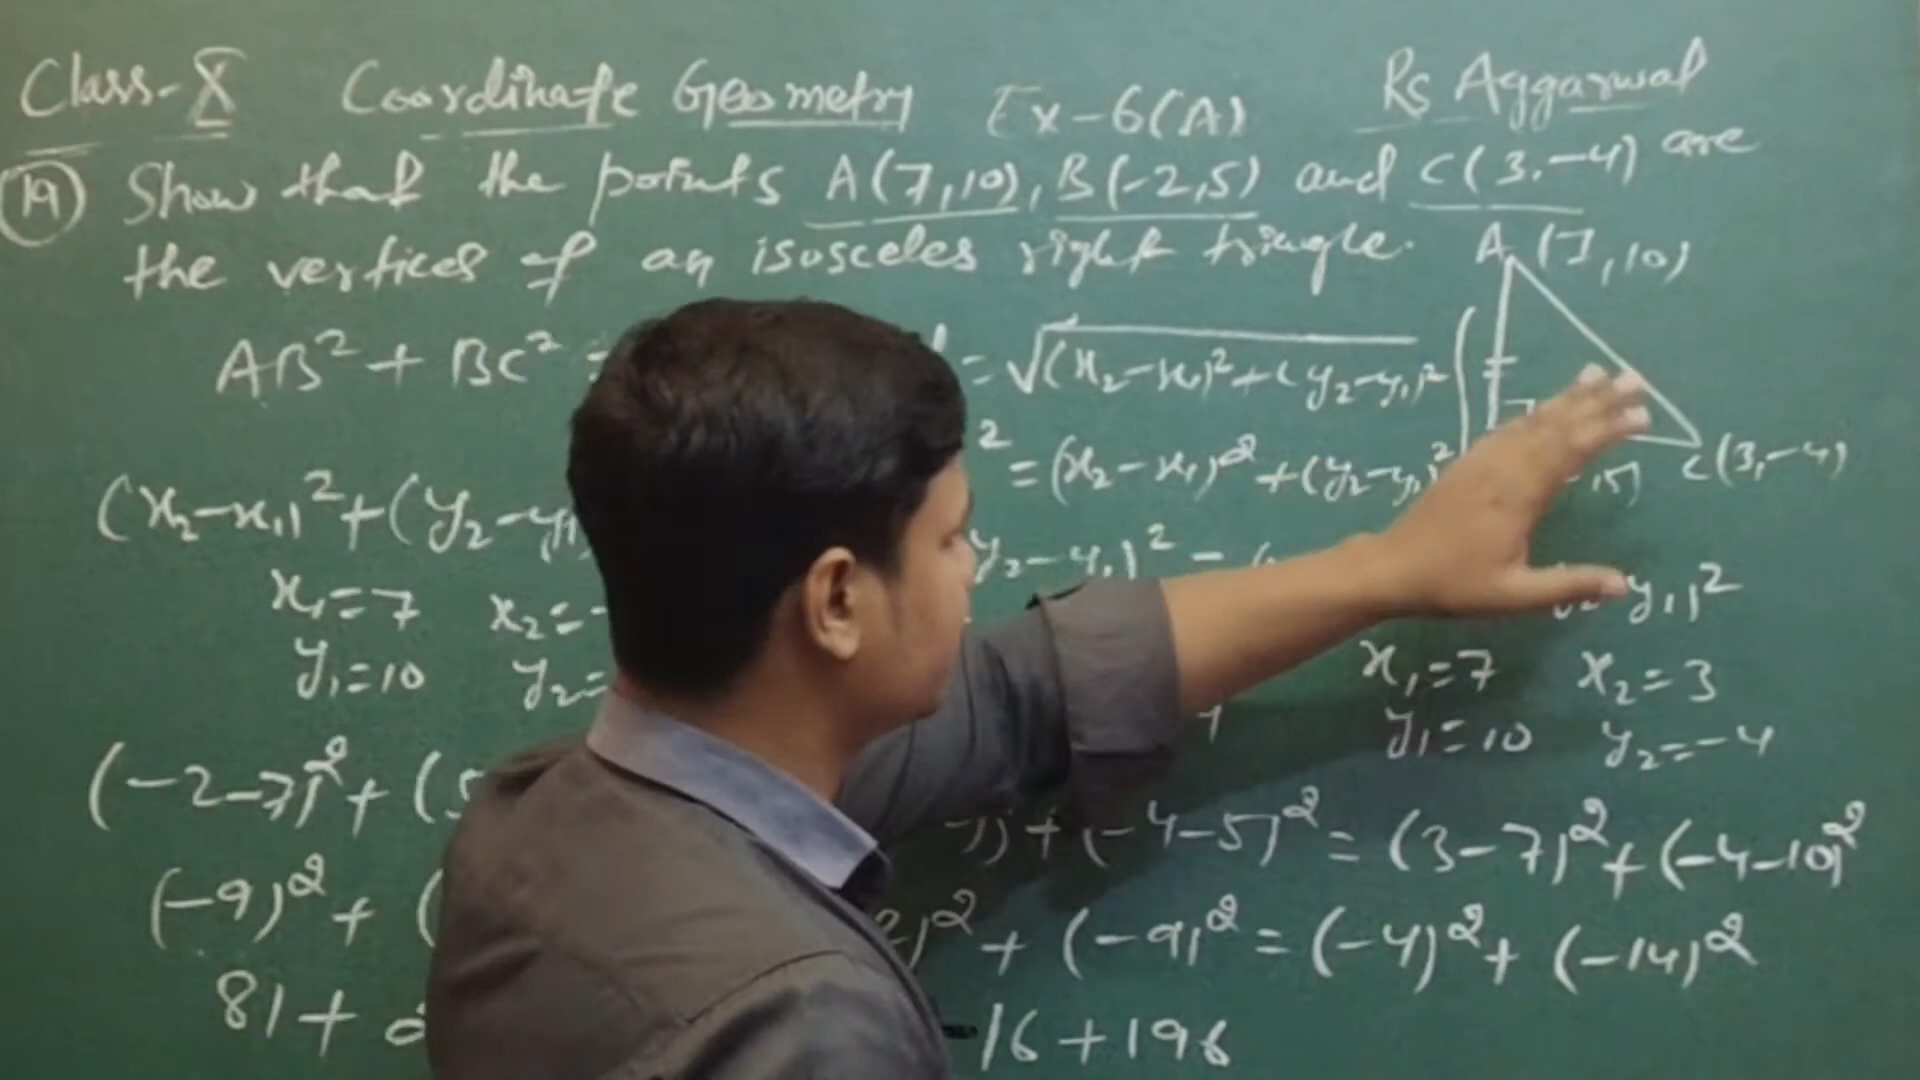 Class-X Coordinate Geometry Ex-6(A) Rs Aggarwal
(19) Show that the points A(7,10), B(-2,5) and C(3,-4) are
the vertices of an isosceles right triangle.
A (7,10)
AB² + BC² =
= √(x₂-x₁)²+(y₂-y₁)²
² = (x₂-x₁)² + (y₂-y₁)²
,5) C(3,-4)
(x₂-x₁)²+(y₂-y₁)
y₂-y₁)² =
y₁)²
x₁=7 x₂=-
y₁=10 y₂=
x₁=7 x₂=3
y₁=10 y₂=-4
(-2-7)²+(5
+(-4-5)² = (3-7)²+(-4-10)²
(-9)²+(
)²+(-9)² = (-4)²+(-14)²
81+
16+196